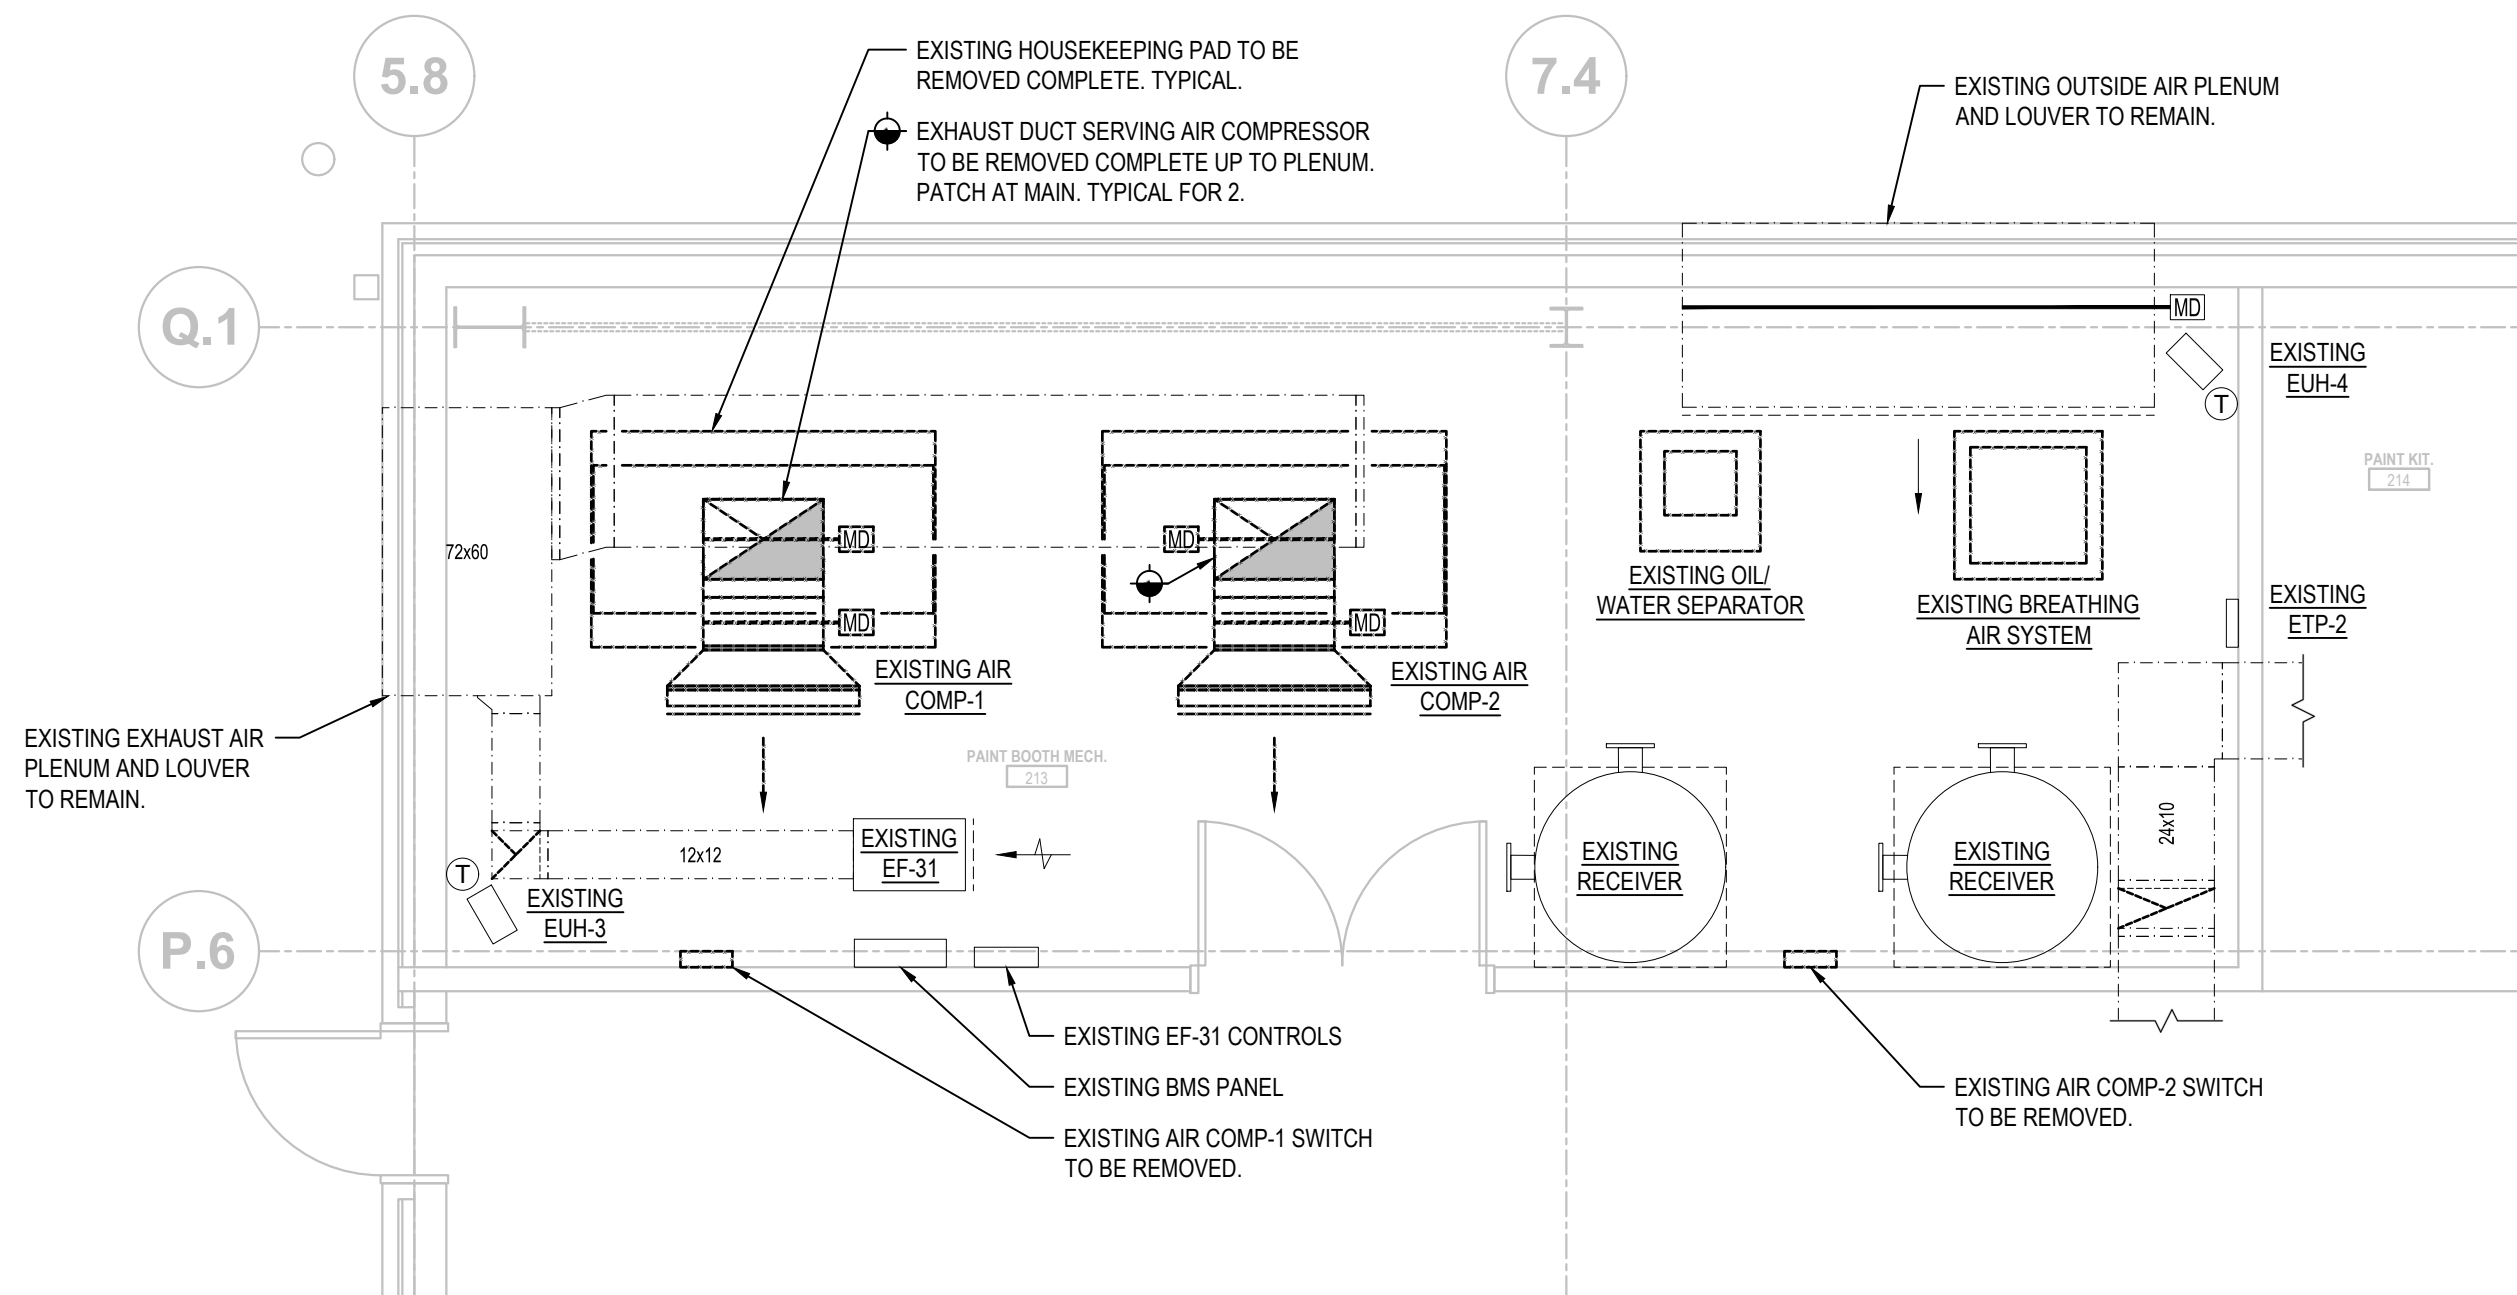 5.8
EXISTING HOUSEKEEPING PAD TO BE
REMOVED COMPLETE. TYPICAL.
7.4
EXISTING OUTSIDE AIR PLENUM
AND LOUVER TO REMAIN.
EXHAUST DUCT SERVING AIR COMPRESSOR
TO BE REMOVED COMPLETE UP TO PLENUM.
PATCH AT MAIN. TYPICAL FOR 2.
Q.1
MD
EXISTING
EUH-4
T
PAINT KIT.
214
72x60
MD
MD
MD
MD
EXISTING OIL/
WATER SEPARATOR
EXISTING BREATHING
AIR SYSTEM
EXISTING
ETP-2
EXISTING AIR
COMP-1
EXISTING AIR
COMP-2
EXISTING EXHAUST AIR
PLENUM AND LOUVER
TO REMAIN.
PAINT BOOTH MECH.
213
12x12
EXISTING
EF-31
EXISTING
RECEIVER
EXISTING
RECEIVER
24x10
T
EXISTING
EUH-3
P.6
EXISTING EF-31 CONTROLS
EXISTING BMS PANEL
EXISTING AIR COMP-1 SWITCH
TO BE REMOVED.
EXISTING AIR COMP-2 SWITCH
TO BE REMOVED.